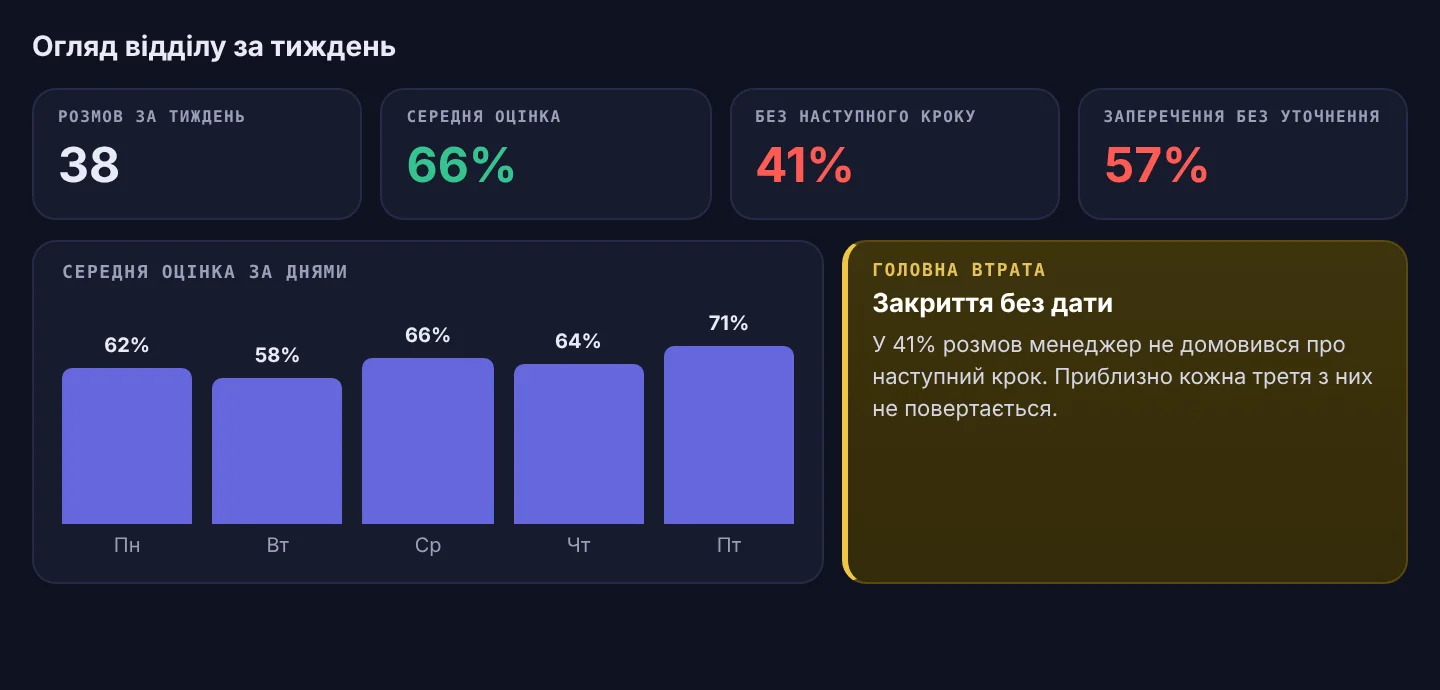 Огляд відділу за тиждень
РОЗМОВ ЗА ТИЖДЕНЬ
38
СЕРЕДНЯ ОЦІНКА
66%
БЕЗ НАСТУПНОГО КРОКУ
41%
ЗАПЕРЕЧЕННЯ БЕЗ УТОЧНЕННЯ
57%
СЕРЕДНЯ ОЦІНКА ЗА ДНЯМИ
62%
58%
66%
64%
71%
Пн
Вт
Ср
Чт
Пт
ГОЛОВНА ВТРАТА
Закриття без дати
У 41% розмов менеджер не домовився про
наступний крок. Приблизно кожна третя з них
не повертається.